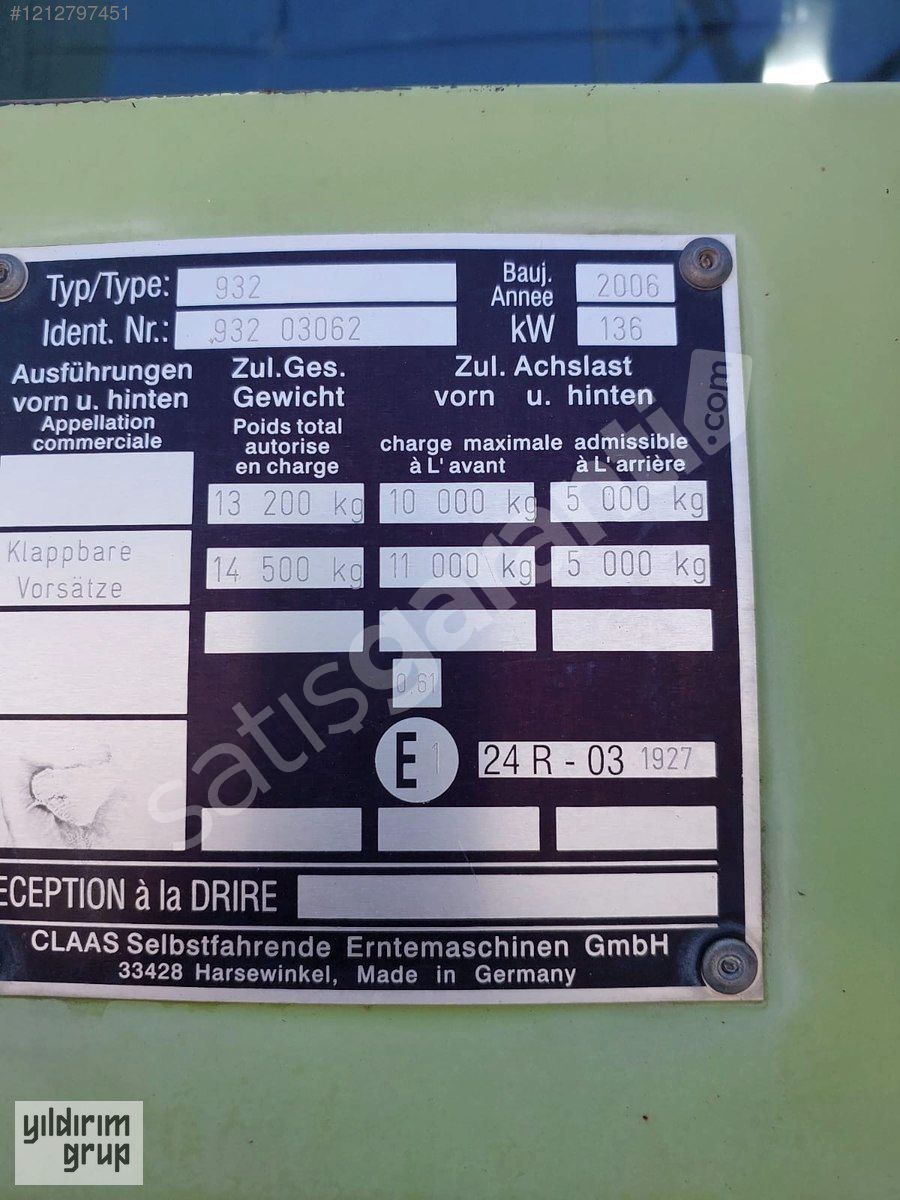 #1212797451
Typ/Type: 932
Bauj. Annee 2006
Ident. Nr.: 932 03062
kW 136
Ausführungen
vorn u. hinten
Appellation
commerciale
Zul.Ges.
Gewicht
Poids total
autorise
en charge
Zul. Achslast
vorn u. hinten
charge maximale admissible
à L'avant à L'arrière
13 200 kg 10 000 kg 5 000 kg
Klappbare
Vorsätze
14 500 kg 11 000 kg 5 000 kg
0,61
E 1 24 R - 03 1927
ECEPTION à la DRIRE
CLAAS Selbstfahrende Erntemaschinen GmbH
33428 Harsewinkel, Made in Germany
satışgaranti.com
yıldırım
grup